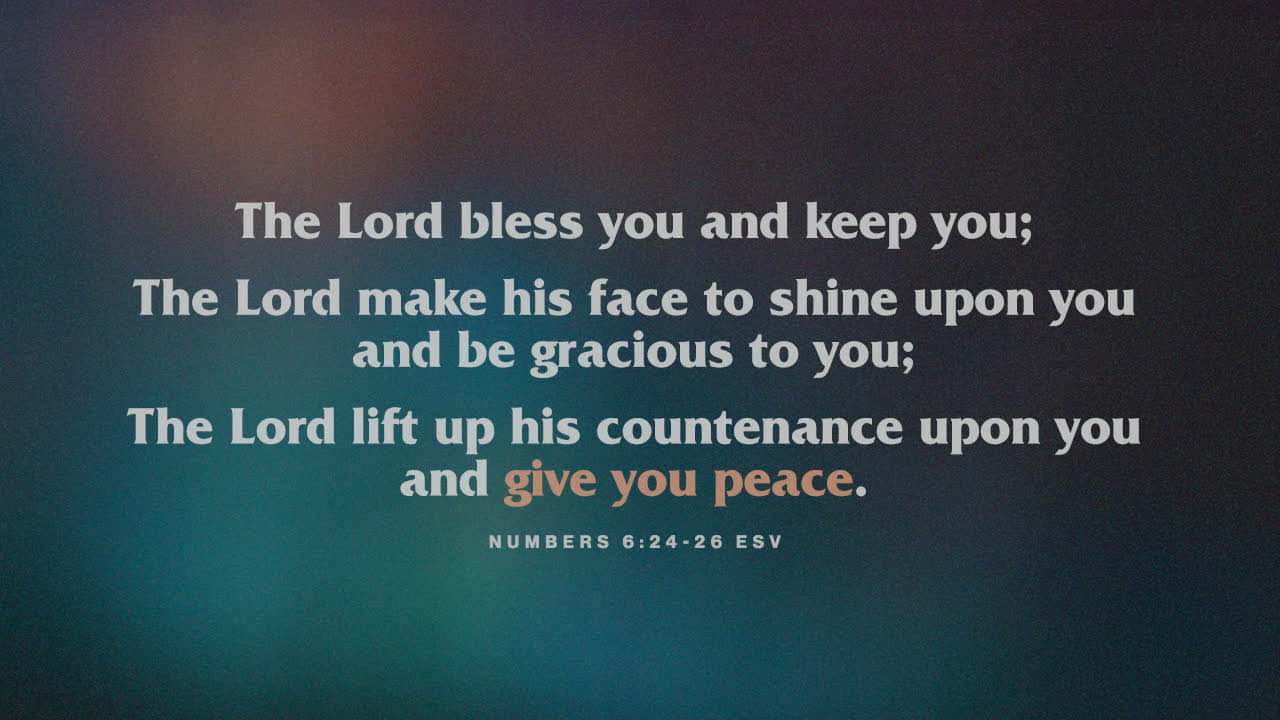 The Lord bless you and keep you;
The Lord make his face to shine upon you
and be gracious to you;
The Lord lift up his countenance upon you
and give you peace.
NUMBERS 6:24-26 ESV